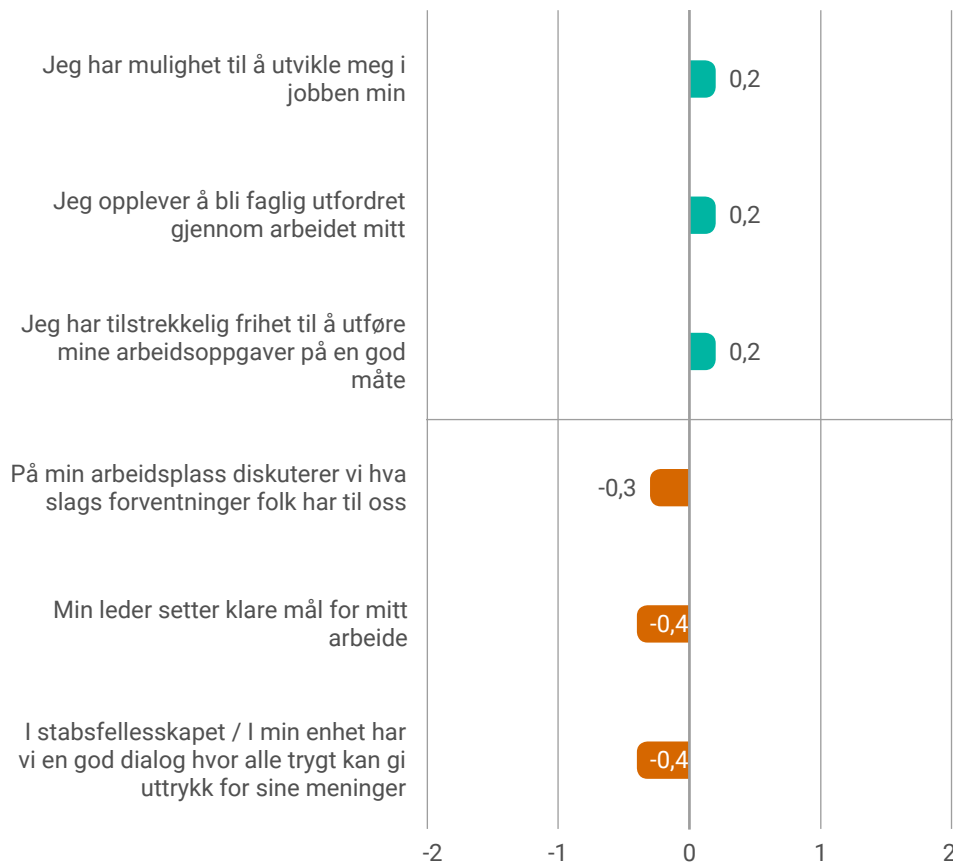 Jeg har mulighet til å utvikle meg i
jobben min
0,2
Jeg opplever å bli faglig utfordret
gjennom arbeidet mitt
0,2
Jeg har tilstrekkelig frihet til å utføre
mine arbeidsoppgaver på en god
måte
0,2
På min arbeidsplass diskuterer vi hva
slags forventninger folk har til oss
-0,3
Min leder setter klare mål for mitt
arbeide
-0,4
I stabsfellesskapet / I min enhet har
vi en god dialog hvor alle trygt kan gi
uttrykk for sine meninger
-0,4
-2 -1 0 1 2